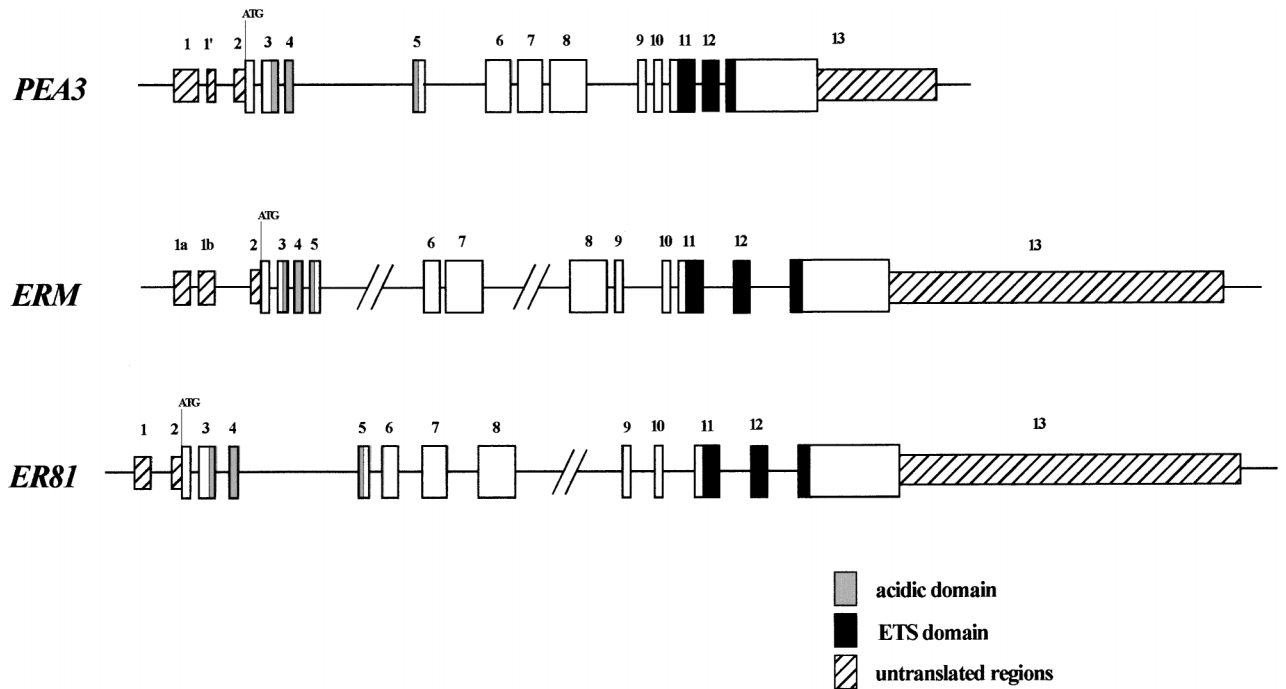 ATG
1 1' 2 3 4 5 6 7 8 9 10 11 12 13
PEA3
ATG
1a 1b 2 3 4 5 6 7 8 9 10 11 12 13
ERM
ATG
1 2 3 4 5 6 7 8 9 10 11 12 13
ER81
acidic domain
ETS domain
untranslated regions